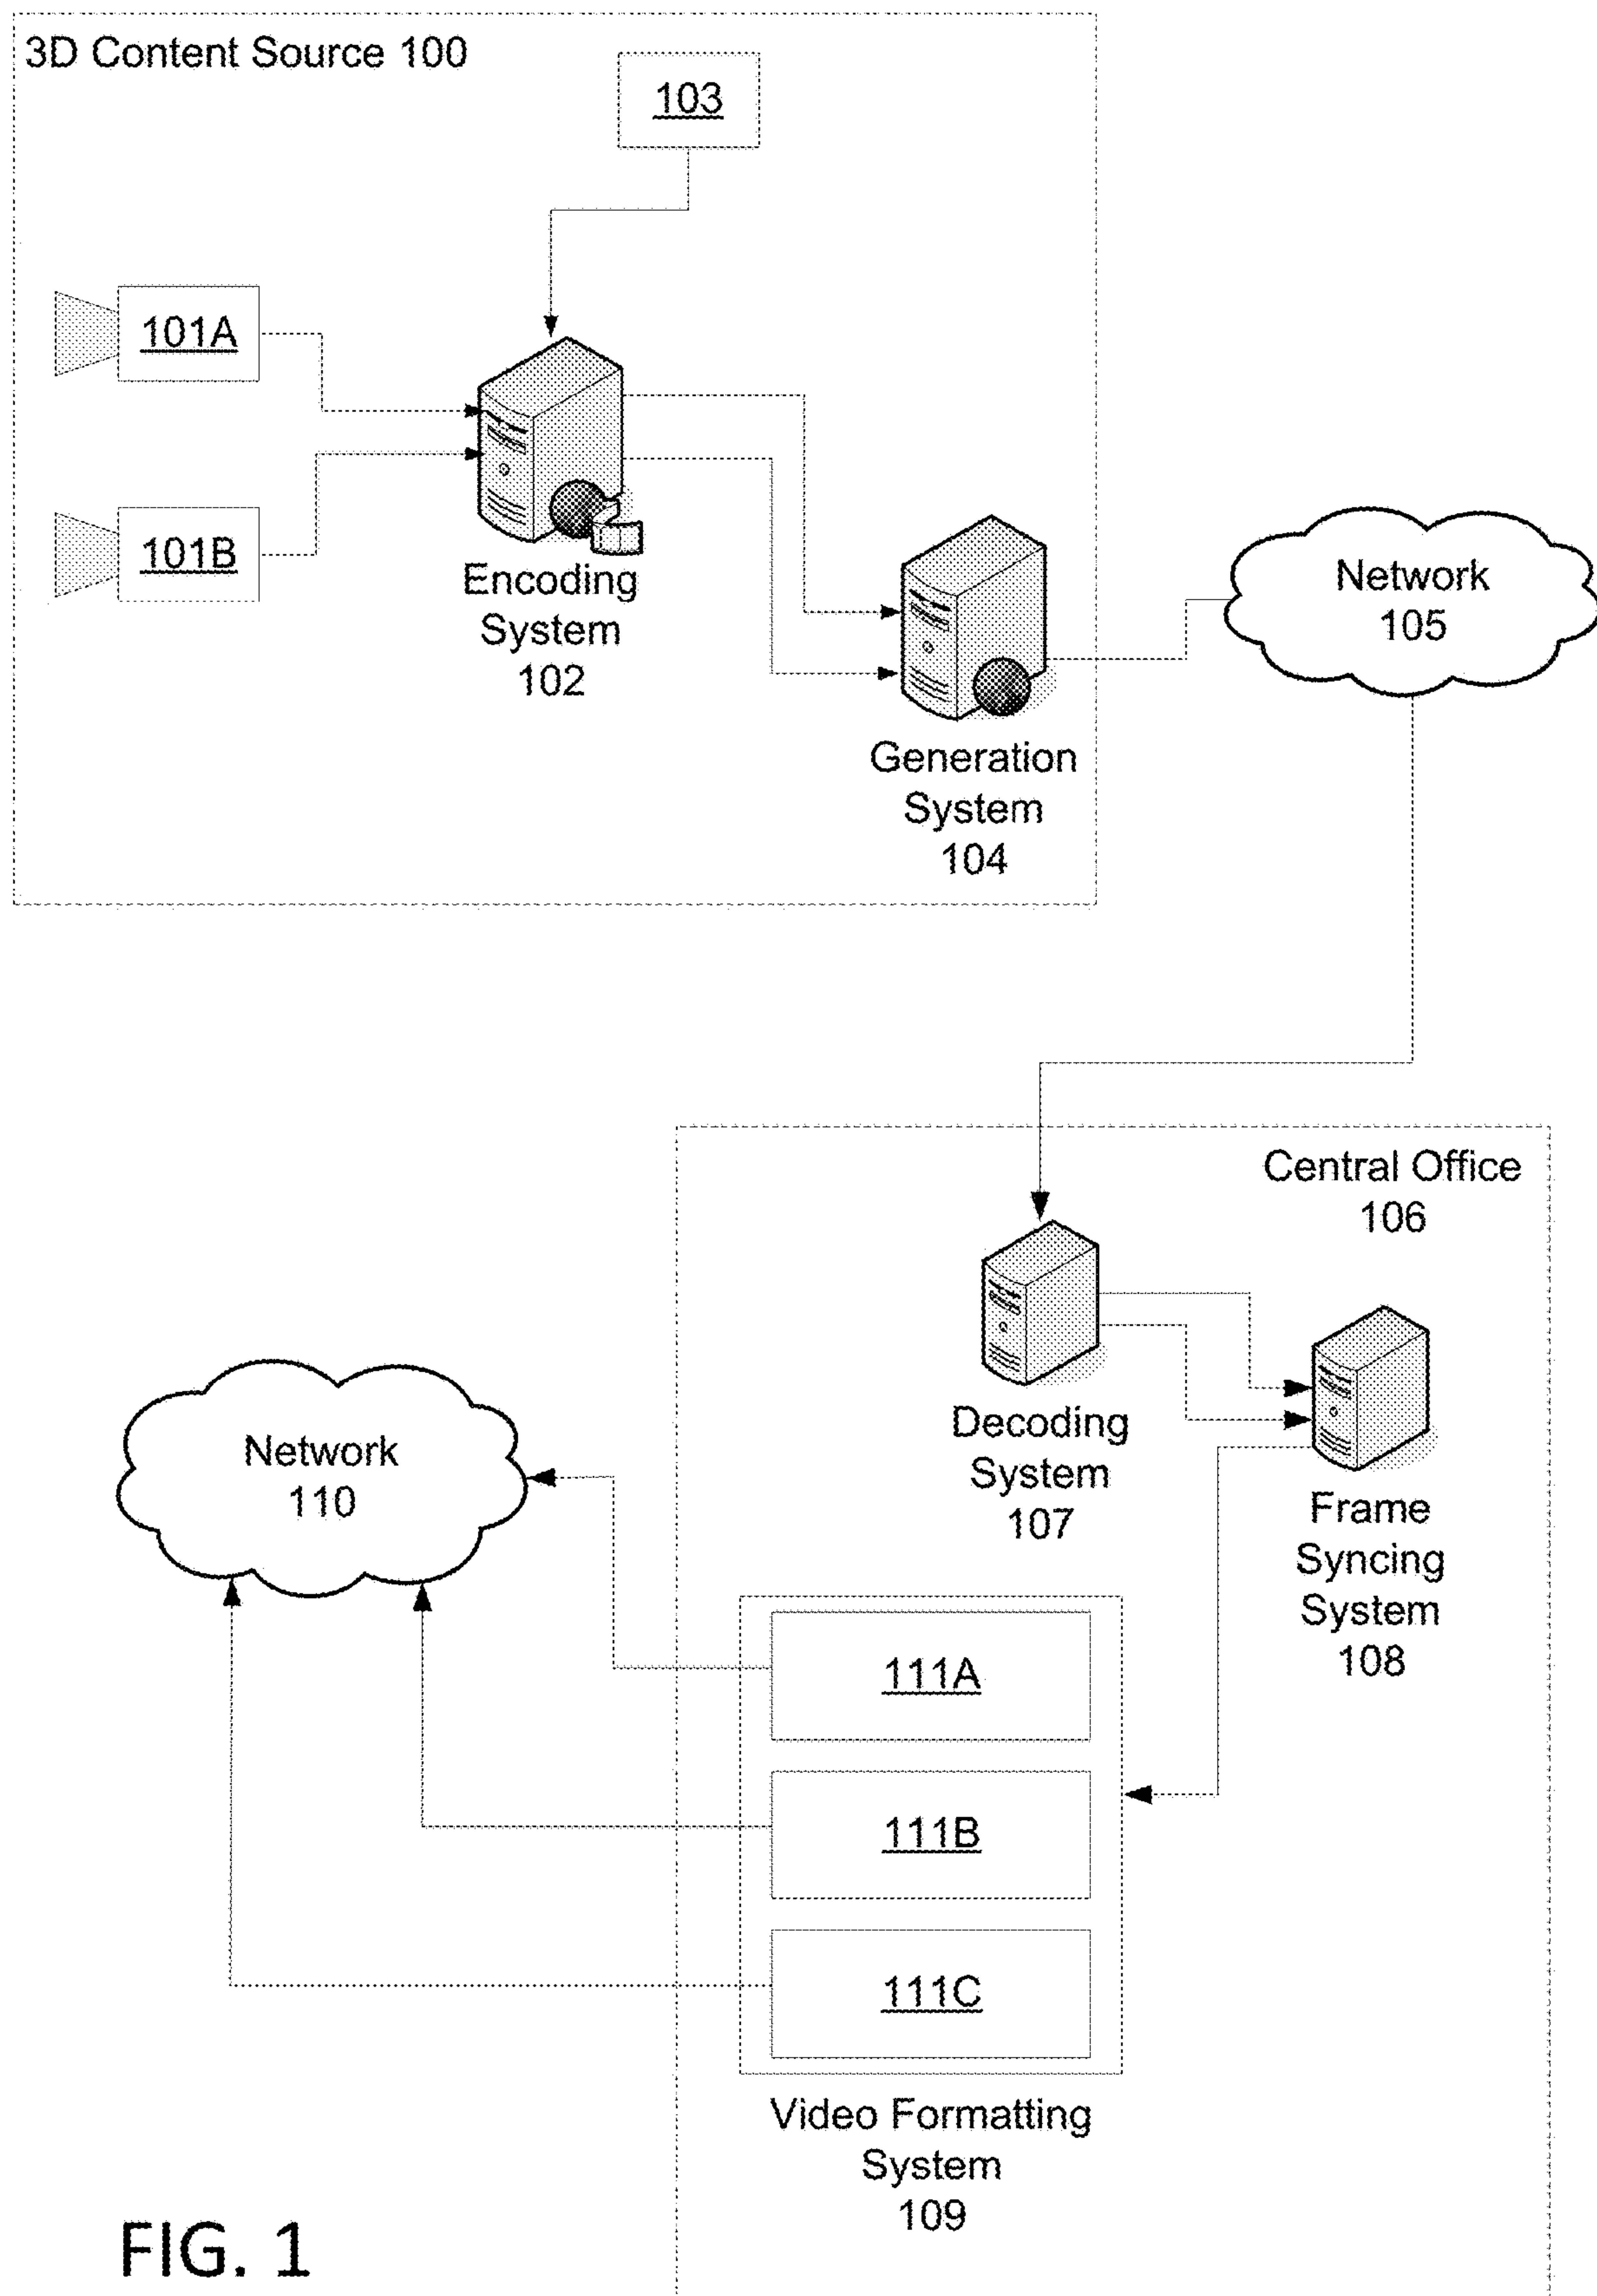 3D Content Source 100
103
101A
101B
Encoding
System
102
Generation
System
104
Network
105
Central Office
106
Decoding
System
107
Frame
Syncing
System
108
Network
110
111A
111B
111C
Video Formatting
System
109
FIG. 1